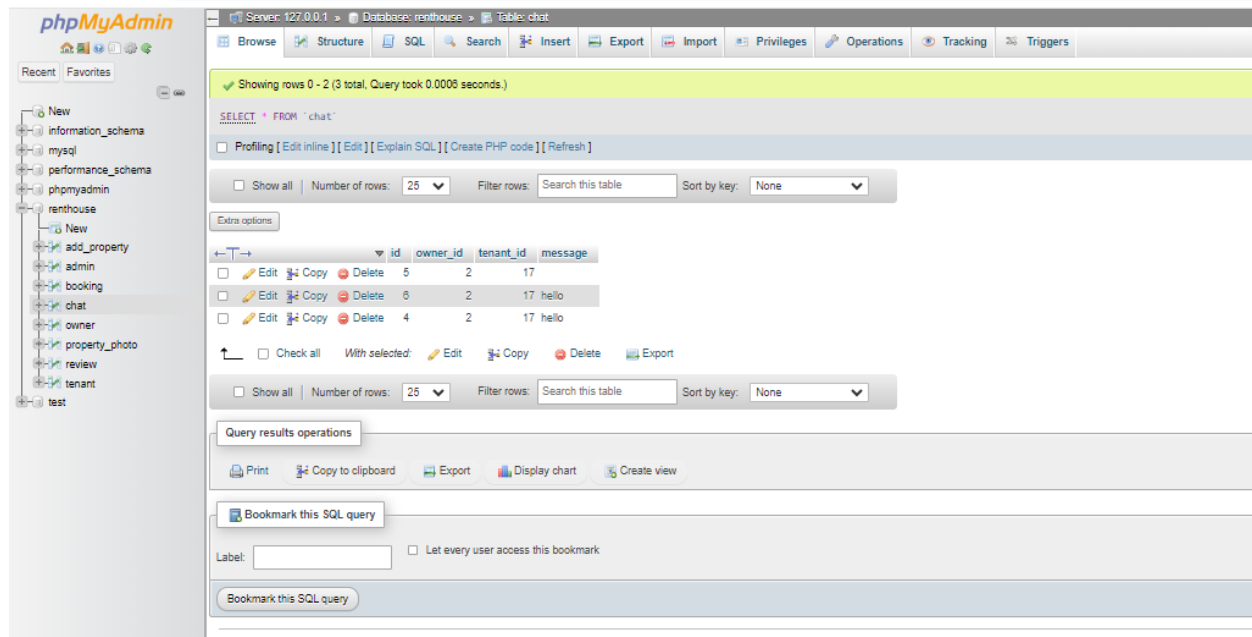 phpMyAdmin
Recent Favorites
New
information_schema
mysql
performance_schema
phpmyadmin
renthouse
New
add_property
admin
booking
chat
owner
property_photo
review
tenant
test
Server: 127.0.0.1 » Database: renthouse » Table: chat
Browse Structure SQL Search Insert Export Import Privileges Operations Tracking Triggers
Showing rows 0 - 2 (3 total, Query took 0.0006 seconds.)
SELECT * FROM `chat`
Profiling [ Edit inline ] [ Edit ] [ Explain SQL ] [ Create PHP code ] [ Refresh ]
Show all | Number of rows: 25 Filter rows: Search this table Sort by key: None
Extra options
←T→ id owner_id tenant_id message
Edit Copy Delete 5 2 17
Edit Copy Delete 6 2 17 hello
Edit Copy Delete 4 2 17 hello
Check all With selected: Edit Copy Delete Export
Show all | Number of rows: 25 Filter rows: Search this table Sort by key: None
Query results operations
Print Copy to clipboard Export Display chart Create view
Bookmark this SQL query
Label: Let every user access this bookmark
Bookmark this SQL query